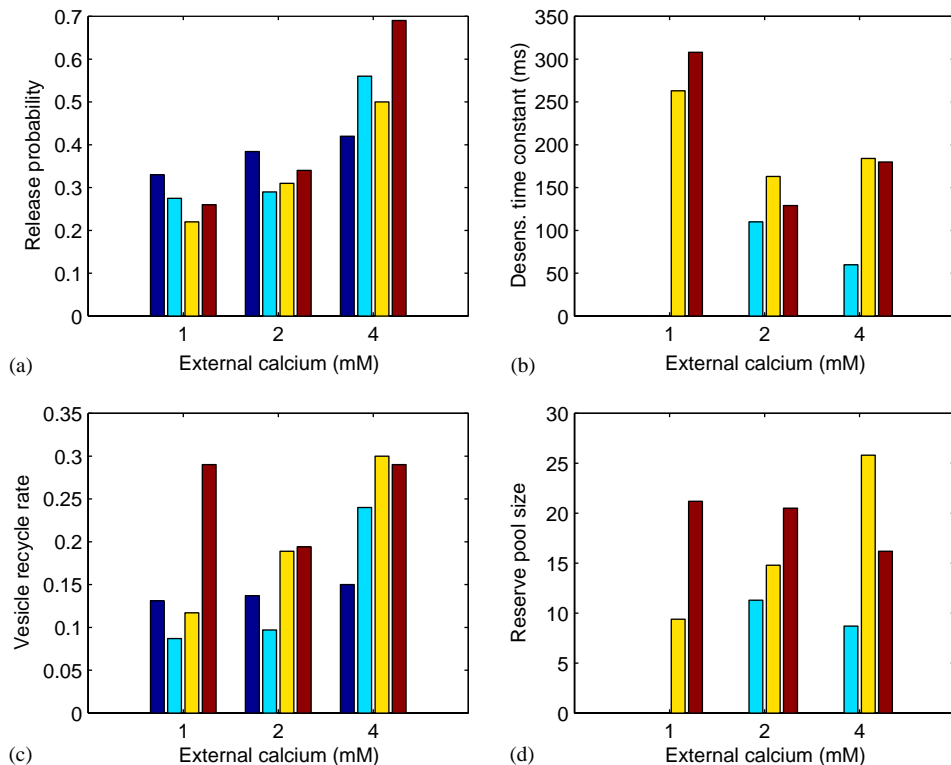 0.7
0.6
0.5
0.4
0.3
0.2
0.1
0
Release probability
1 2 4
External calcium (mM)
(a)
350
300
250
200
150
100
50
0
Desens. time constant (ms)
1 2 4
External calcium (mM)
(b)
0.35
0.3
0.25
0.2
0.15
0.1
0.05
0
Vesicle recycle rate
1 2 4
External calcium (mM)
(c)
30
25
20
15
10
5
0
Reserve pool size
1 2 4
External calcium (mM)
(d)